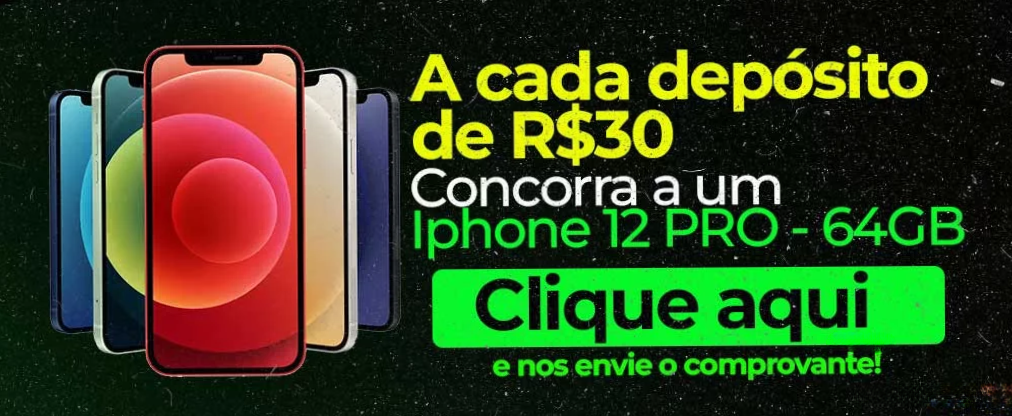 A cada depósito
de R$30
Concorra a um
Iphone 12 PRO - 64GB
Clique aqui
e nos envie o comprovante!